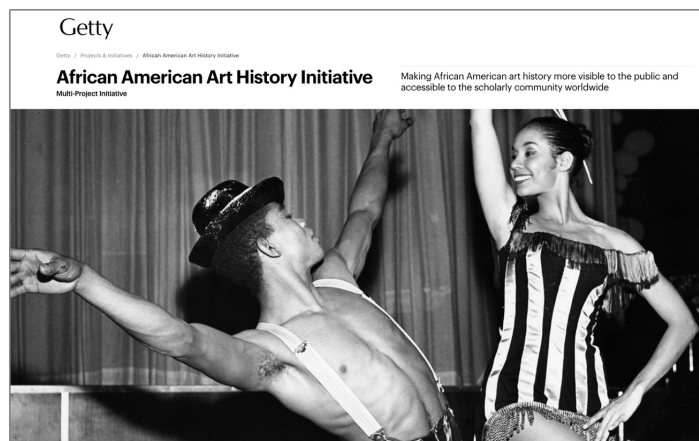 Getty
Getty / Projects & Initiatives / African American Art History Initiative
African American Art History Initiative
Multi-Project Initiative
Making African American art history more visible to the public and
accessible to the scholarly community worldwide